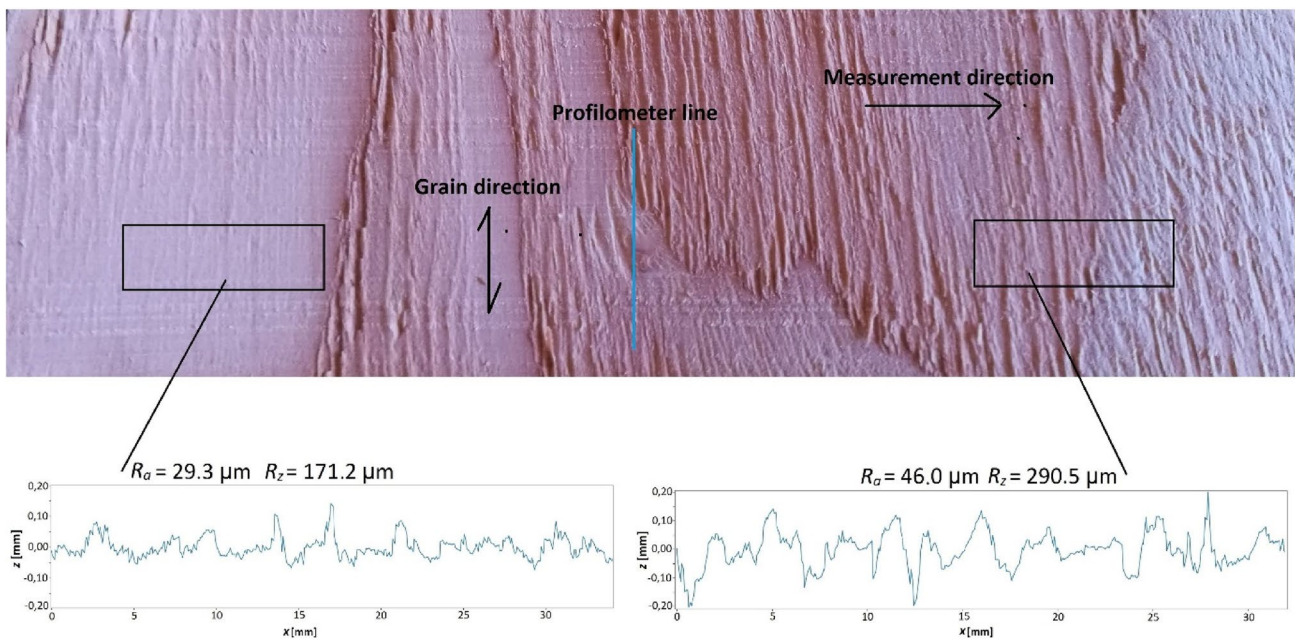 Measurement direction
Profilometer line
Grain direction
Ra = 29.3 µm Rz = 171.2 µm
Ra = 46.0 µm Rz = 290.5 µm
0,20
0,10
0,00
-0,10
-0,20
z [mm]
0 5 10 15 20 25 30
x [mm]
0,20
0,10
0,00
-0,10
-0,20
z [mm]
5 10 15 20 25 30
x [mm]